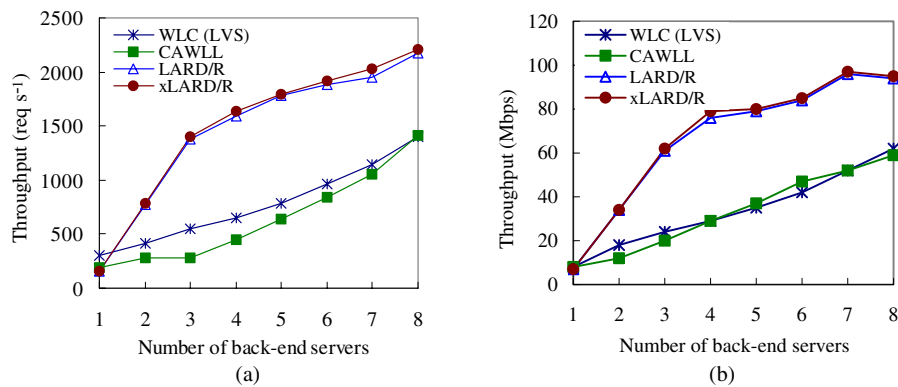 2500
2000
1500
1000
500
0
Throughput (req s⁻¹)
WLC (LVS)
CAWLL
LARD/R
xLARD/R
1 2 3 4 5 6 7 8
Number of back-end servers
(a)
120
100
80
60
40
20
0
Throughput (Mbps)
WLC (LVS)
CAWLL
LARD/R
xLARD/R
1 2 3 4 5 6 7 8
Number of back-end servers
(b)